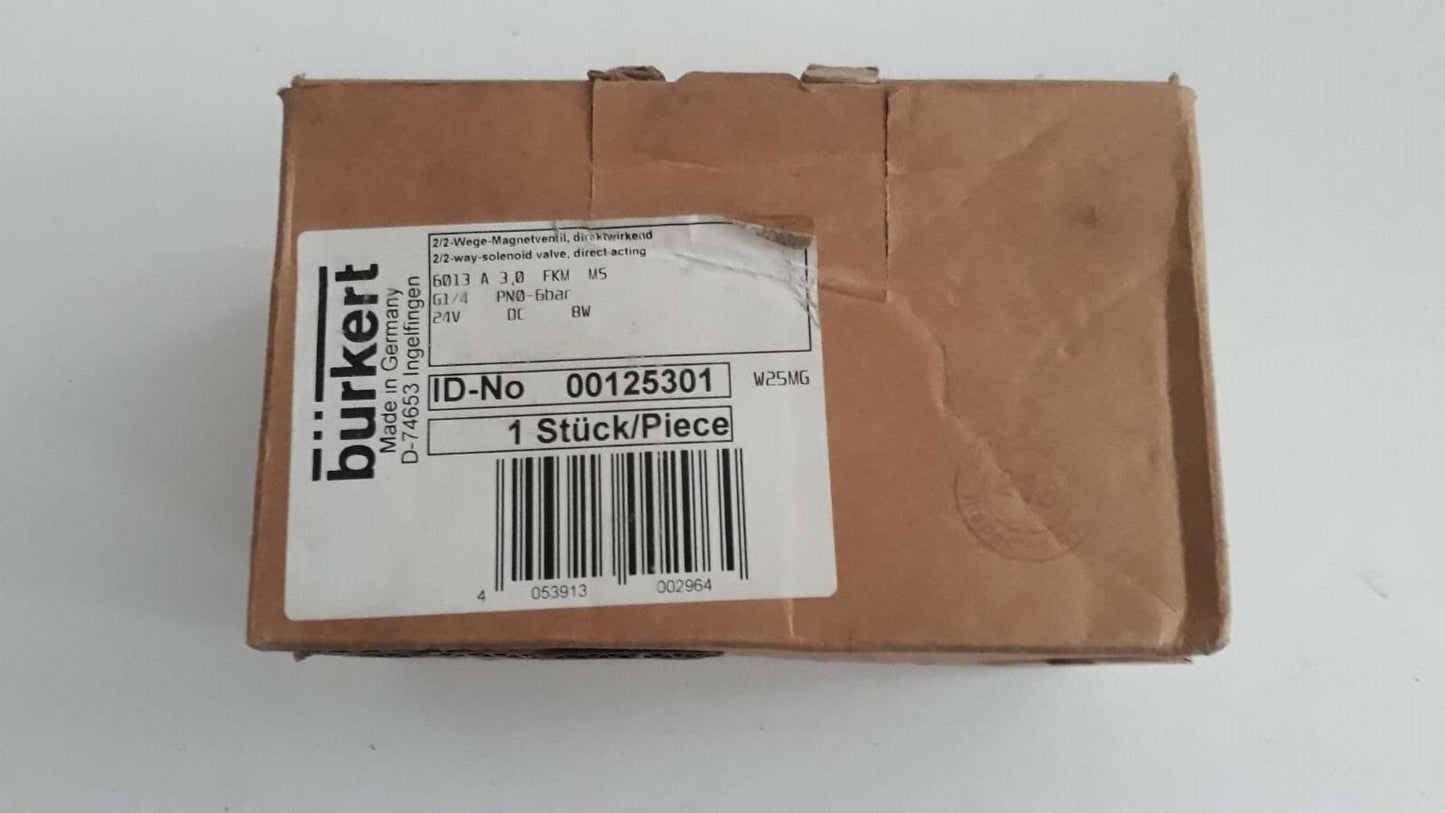 bürkert
Made in Germany
D-74653 Ingelfingen
2/2-Wege-Magnetventil, direktwirkend
2/2-way-solenoid valve, direct acting
6013 A 3,0 FKM MS
G1/4 PN0-6bar
24V DC 8W
ID-No 00125301
W25MG
1 Stück/Piece
4 053913 002964